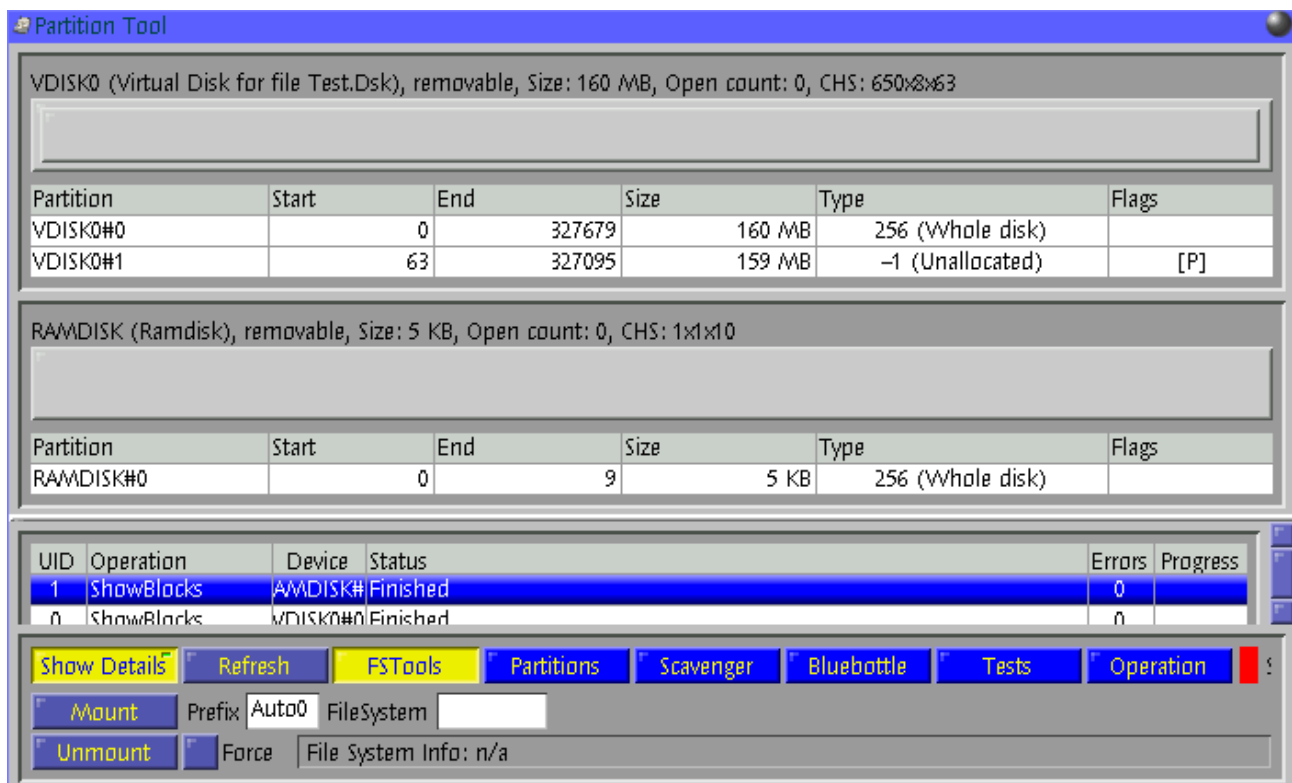 Partition Tool
VDISK0 (Virtual Disk for file Test.Dsk), removable, Size: 160 MB, Open count: 0, CHS: 650x8x63
Partition Start End Size Type Flags
VDISK0#0 0 327679 160 MB 256 (Whole disk)
VDISK0#1 63 327095 159 MB –1 (Unallocated) [P]
RAMDISK (Ramdisk), removable, Size: 5 KB, Open count: 0, CHS: 1x1x10
Partition Start End Size Type Flags
RAMDISK#0 0 9 5 KB 256 (Whole disk)
UID Operation Device Status Errors Progress
1 ShowBlocks AMDISK# Finished 0
0 ShowBlocks VDISK0#0 Finished 0
Show Details Refresh FSTools Partitions Scavenger Bluebottle Tests Operation
Mount Prefix Auto0 FileSystem
Unmount Force File System Info: n/a